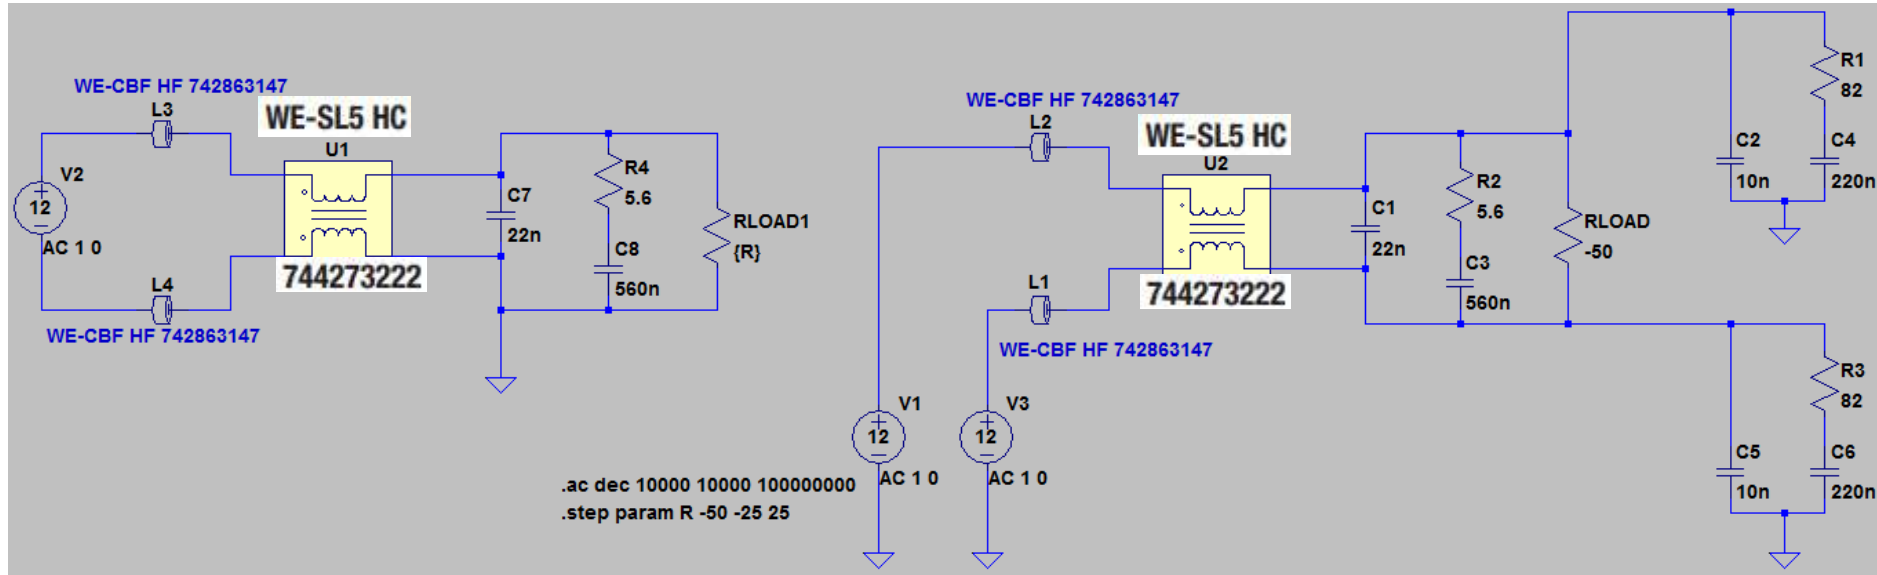 WE-CBF HF 742863147
L3
WE-SL5 HC
U1
V2
+
12
−
AC 1 0
L4
WE-CBF HF 742863147
744273222
C7
22n
R4
5.6
C8
560n
RLOAD1
{R}
WE-CBF HF 742863147
L2
WE-SL5 HC
U2
L1
WE-CBF HF 742863147
744273222
V1
+
12
−
AC 1 0
V3
+
12
−
AC 1 0
C1
22n
R2
5.6
C3
560n
RLOAD
-50
C2
10n
R1
82
C4
220n
R3
82
C5
10n
C6
220n
.ac dec 10000 10000 100000000
.step param R -50 -25 25